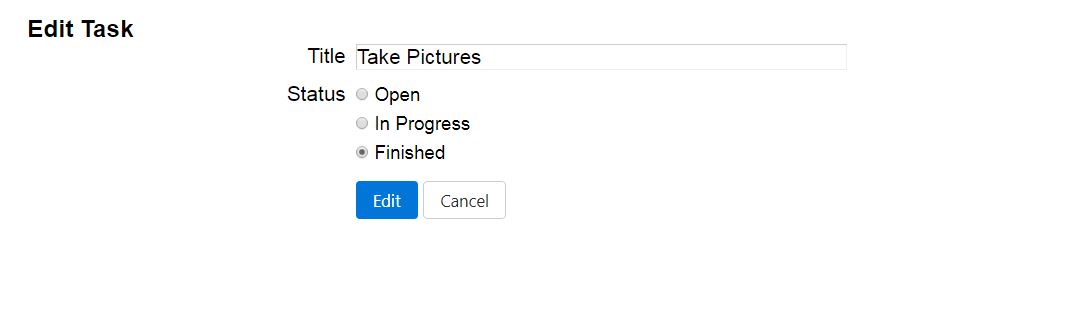 Edit Task
Title Take Pictures
Status Open
In Progress
Finished
Edit Cancel